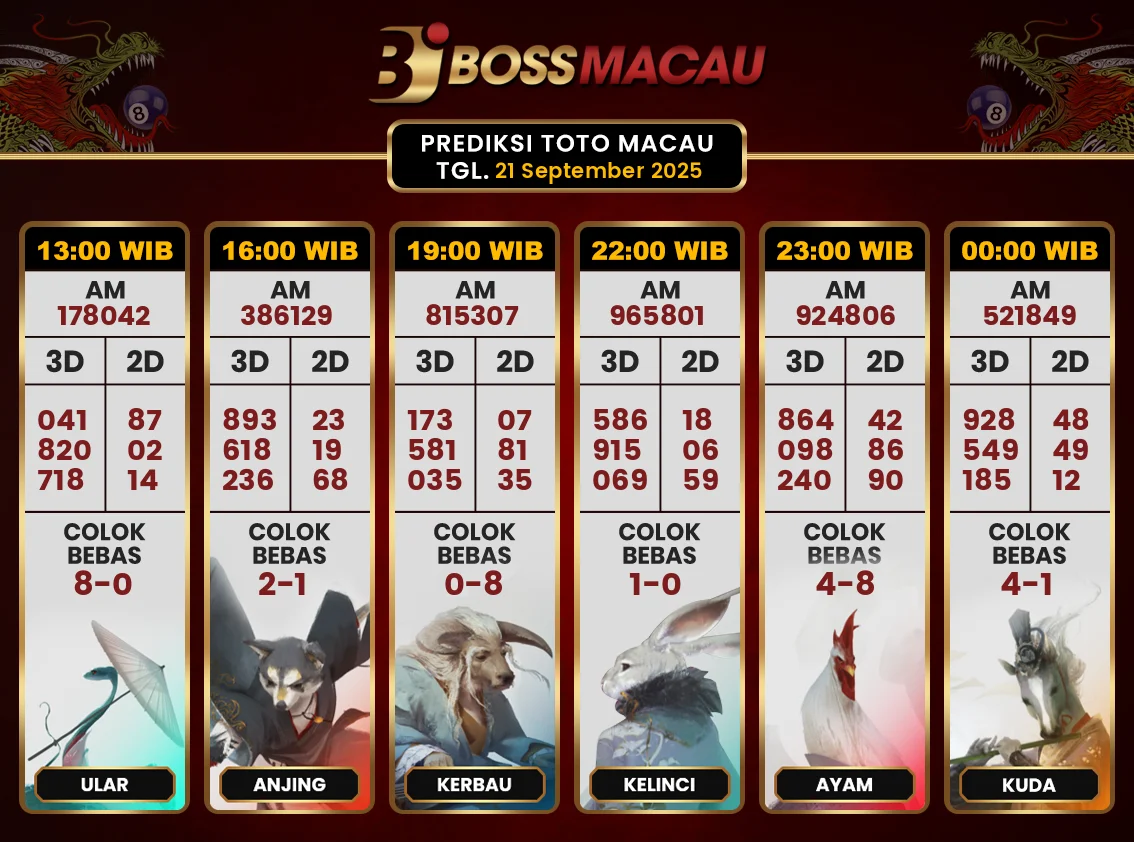 BJ BOSSMACAU
8
8
PREDIKSI TOTO MACAU
TGL. 21 September 2025
13:00 WIB
AM
178042
3D 2D
041 87
820 02
718 14
COLOK
BEBAS
8-0
ULAR
16:00 WIB
AM
386129
3D 2D
893 23
618 19
236 68
COLOK
BEBAS
2-1
ANJING
19:00 WIB
AM
815307
3D 2D
173 07
581 81
035 35
COLOK
BEBAS
0-8
KERBAU
22:00 WIB
AM
965801
3D 2D
586 18
915 06
069 59
COLOK
BEBAS
1-0
KELINCI
23:00 WIB
AM
924806
3D 2D
864 42
098 86
240 90
COLOK
BEBAS
4-8
AYAM
00:00 WIB
AM
521849
3D 2D
928 48
549 49
185 12
COLOK
BEBAS
4-1
KUDA